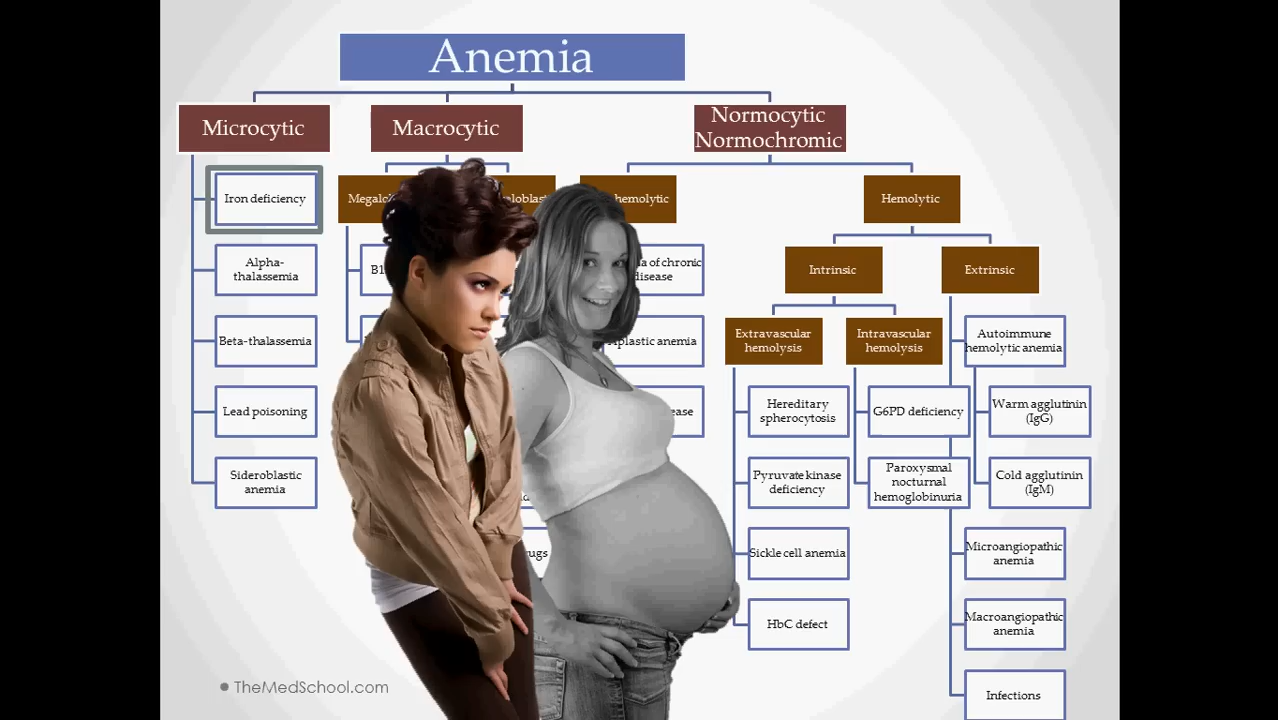 Anemia
Microcytic
Macrocytic
Normocytic
Normochromic
Iron deficiency
Hemolytic
Alpha-
thalassemia
disease
Intrinsic
Extrinsic
Beta-thalassemia
anemia
Extravascular
hemolysis
Intravascular
hemolysis
Autoimmune
hemolytic anemia
Lead poisoning
Hereditary
spherocytosis
G6PD deficiency
Warm agglutinin
(IgG)
Sideroblastic
anemia
Pyruvate kinase
deficiency
Paroxysmal
nocturnal
hemoglobinuria
Cold agglutinin
(IgM)
Sickle cell anemia
Microangiopathic
anemia
HbC defect
Macroangiopathic
anemia
Infections
TheMedSchool.com